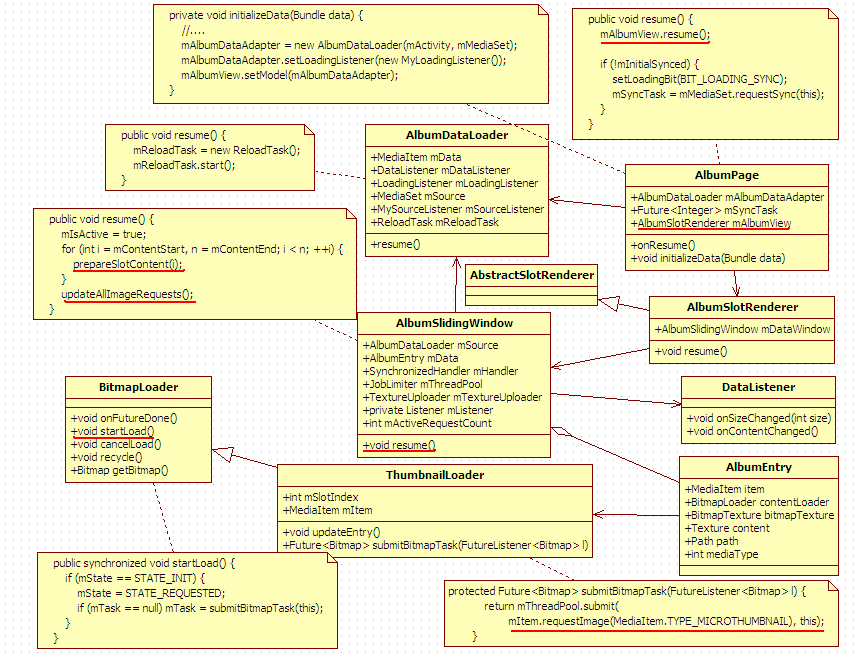 private void initializeData(Bundle data) {
//....
mAlbumDataAdapter = new AlbumDataLoader(mActivity, mMediaSet);
mAlbumDataAdapter.setLoadingListener(new MyLoadingListener());
mAlbumView.setModel(mAlbumDataAdapter);
}
public void resume() {
mAlbumView.resume();
if (!mInitialSynced) {
setLoadingBit(BIT_LOADING_SYNC);
mSyncTask = mMediaSet.requestSync(this);
}
}
public void resume() {
mReloadTask = new ReloadTask();
mReloadTask.start();
}
AlbumDataLoader
+MediaItem mData
+DataListener mDataListener
+LoadingListener mLoadingListener
+MediaSet mSource
+MySourceListener mSourceListener
+ReloadTask mReloadTask
+resume()
AlbumPage
+AlbumDataLoader mAlbumDataAdapter
+Future<Integer> mSyncTask
+AlbumSlotRenderer mAlbumView
+onResume()
+void initializeData(Bundle data)
public void resume() {
mIsActive = true;
for (int i = mContentStart, n = mContentEnd; i < n; ++i) {
prepareSlotContent(i);
}
updateAllImageRequests();
}
AbstractSlotRenderer
AlbumSlotRenderer
+AlbumSlidingWindow mDataWindow
+void resume()
AlbumSlidingWindow
+AlbumDataLoader mSource
+AlbumEntry mData
+SynchronizedHandler mHandler
+JobLimiter mThreadPool
+TextureUploader mTextureUploader
+private Listener mListener
+int mActiveRequestCount
+void resume()
BitmapLoader
+void onFutureDone()
+void startLoad()
+void cancelLoad()
+void recycle()
+Bitmap getBitmap()
DataListener
+void onSizeChanged(int size)
+void onContentChanged()
ThumbnailLoader
+int mSlotIndex
+MediaItem mItem
+void updateEntry()
+Future<Bitmap> submitBitmapTask(FutureListener<Bitmap> l)
AlbumEntry
+MediaItem item
+BitmapLoader contentLoader
+BitmapTexture bitmapTexture
+Texture content
+Path path
+int mediaType
public synchronized void startLoad() {
if (mState == STATE_INIT) {
mState = STATE_REQUESTED;
if (mTask == null) mTask = submitBitmapTask(this);
}
}
protected Future<Bitmap> submitBitmapTask(FutureListener<Bitmap> l) {
return mThreadPool.submit(
mItem.requestImage(MediaItem.TYPE_MICROTHUMBNAIL), this);
}